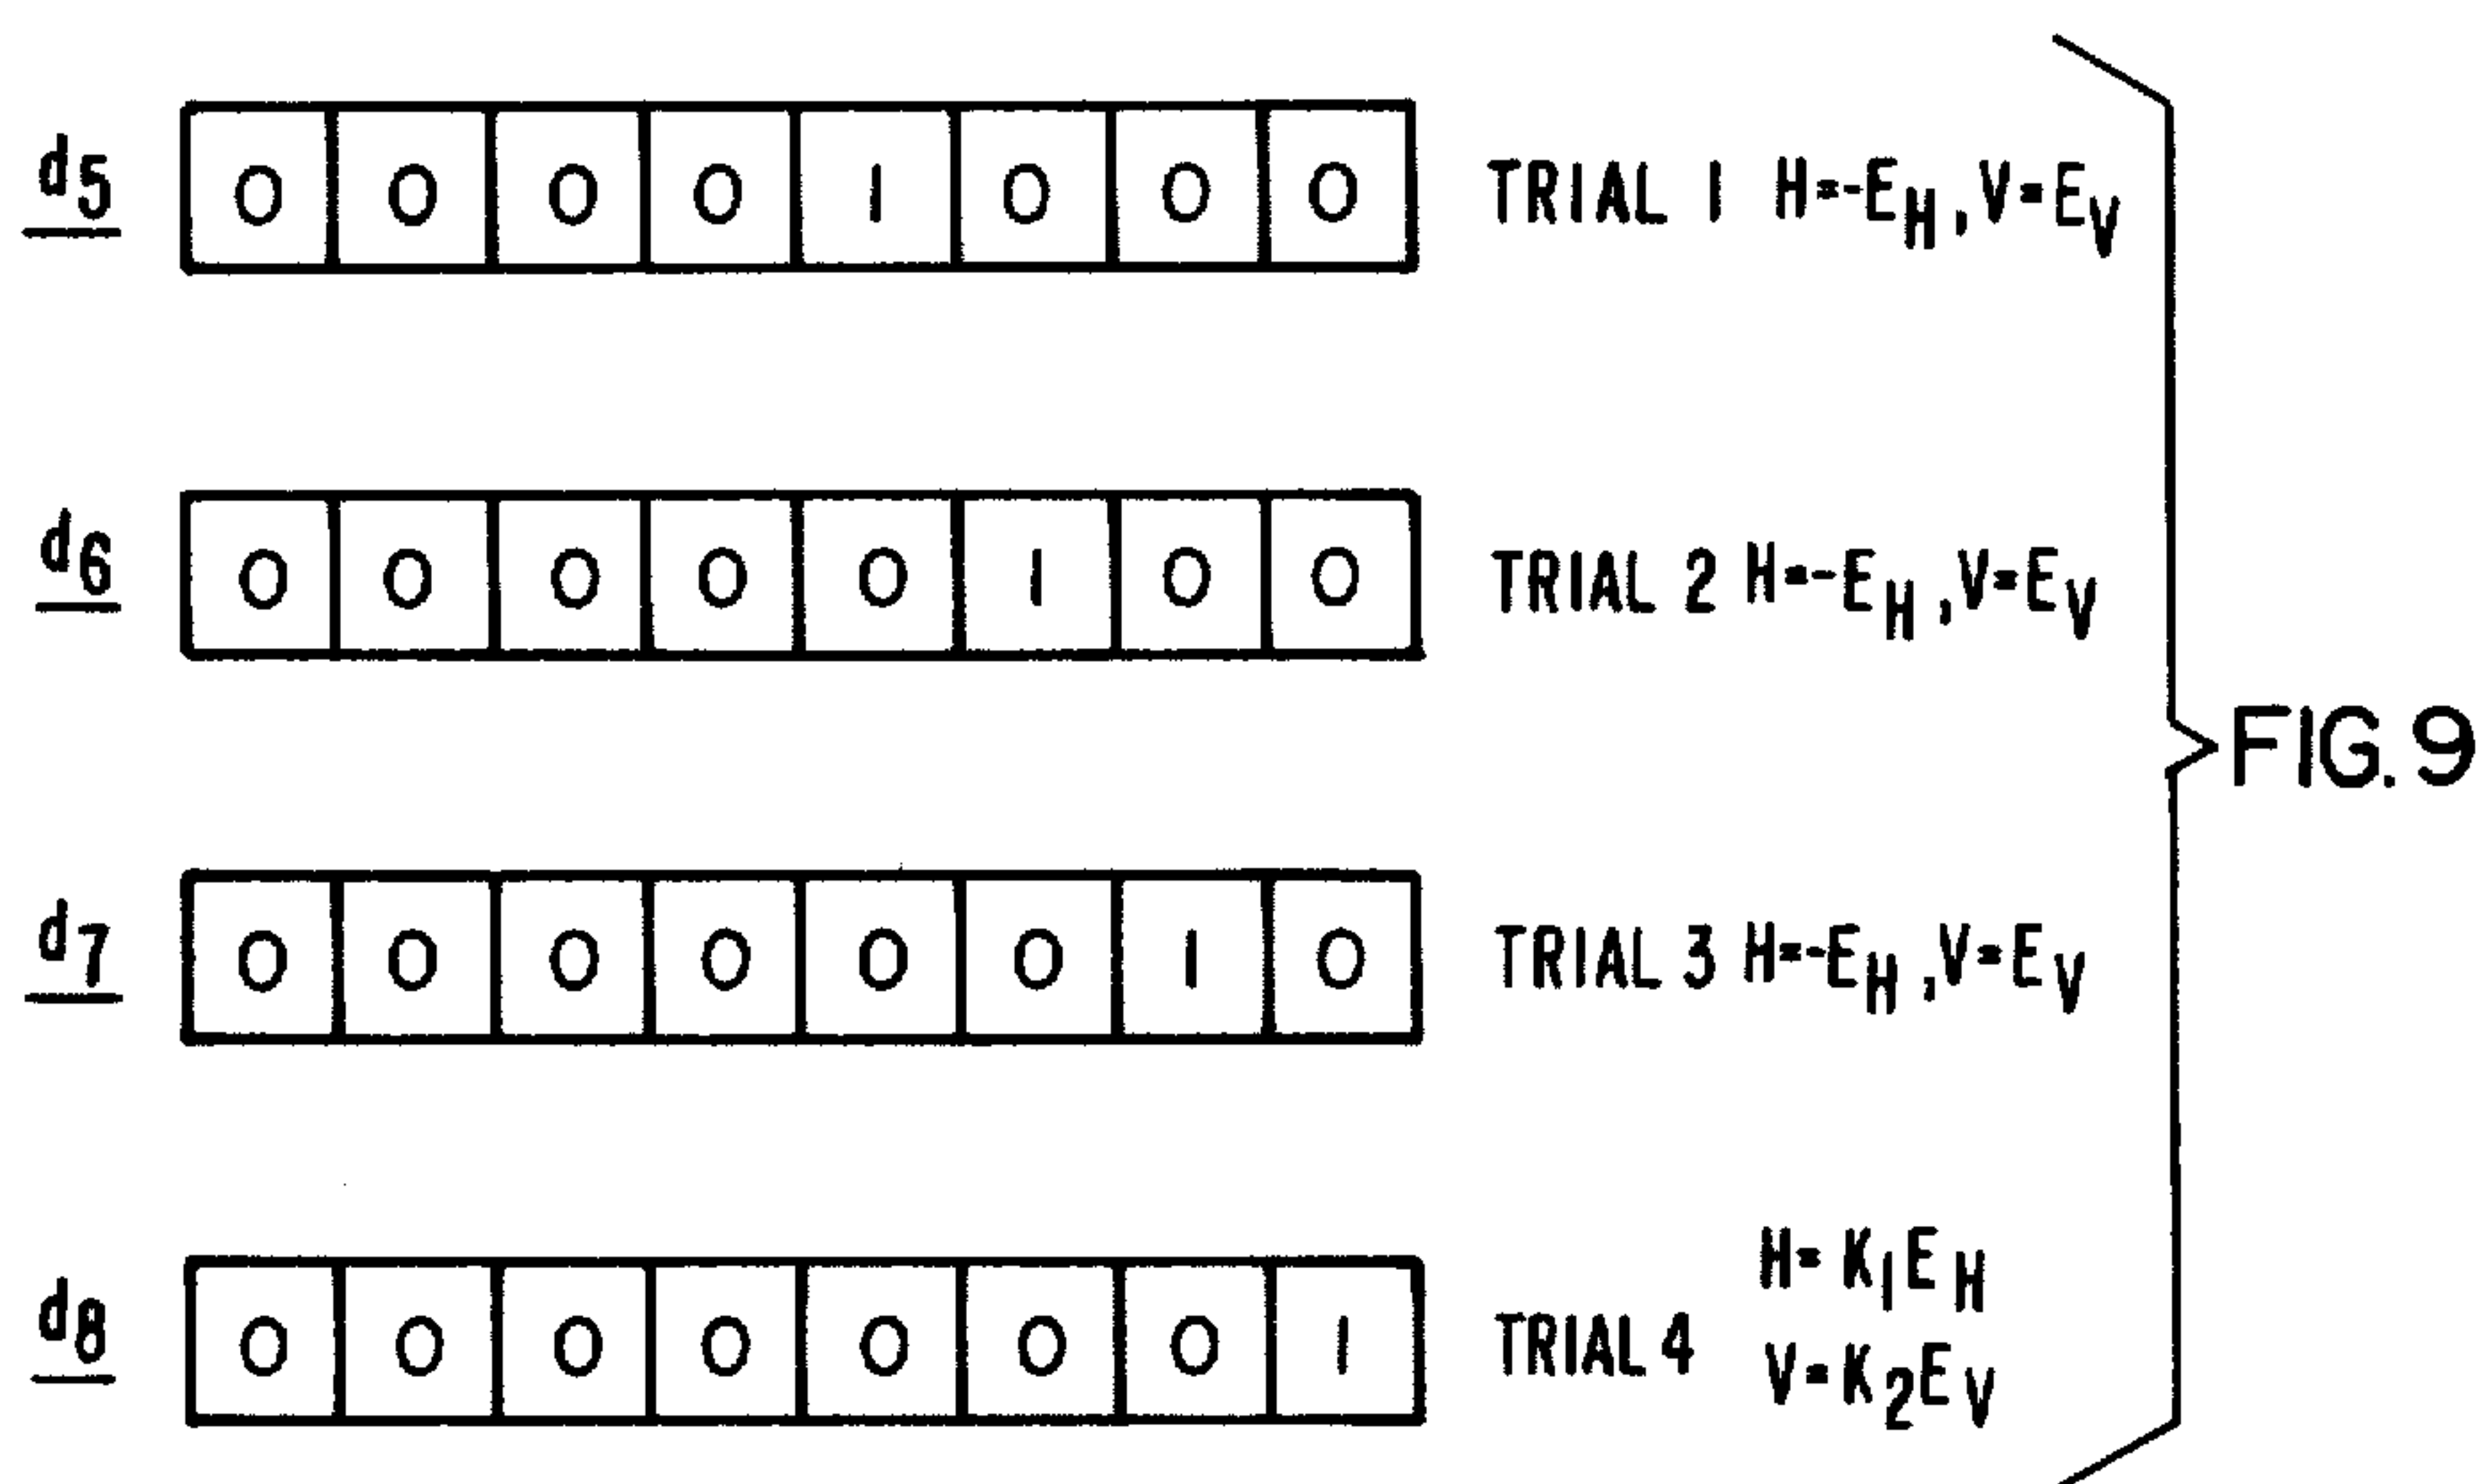 d5 0 0 0 0 1 0 0 0 TRIAL 1 H=-EH, V=EV
d6 0 0 0 0 0 1 0 0 TRIAL 2 H=-EH, V=EV
d7 0 0 0 0 0 0 1 0 TRIAL 3 H=-EH, V=EV
d8 0 0 0 0 0 0 0 1 TRIAL 4 H=K1EH
V=K2EV
FIG. 9